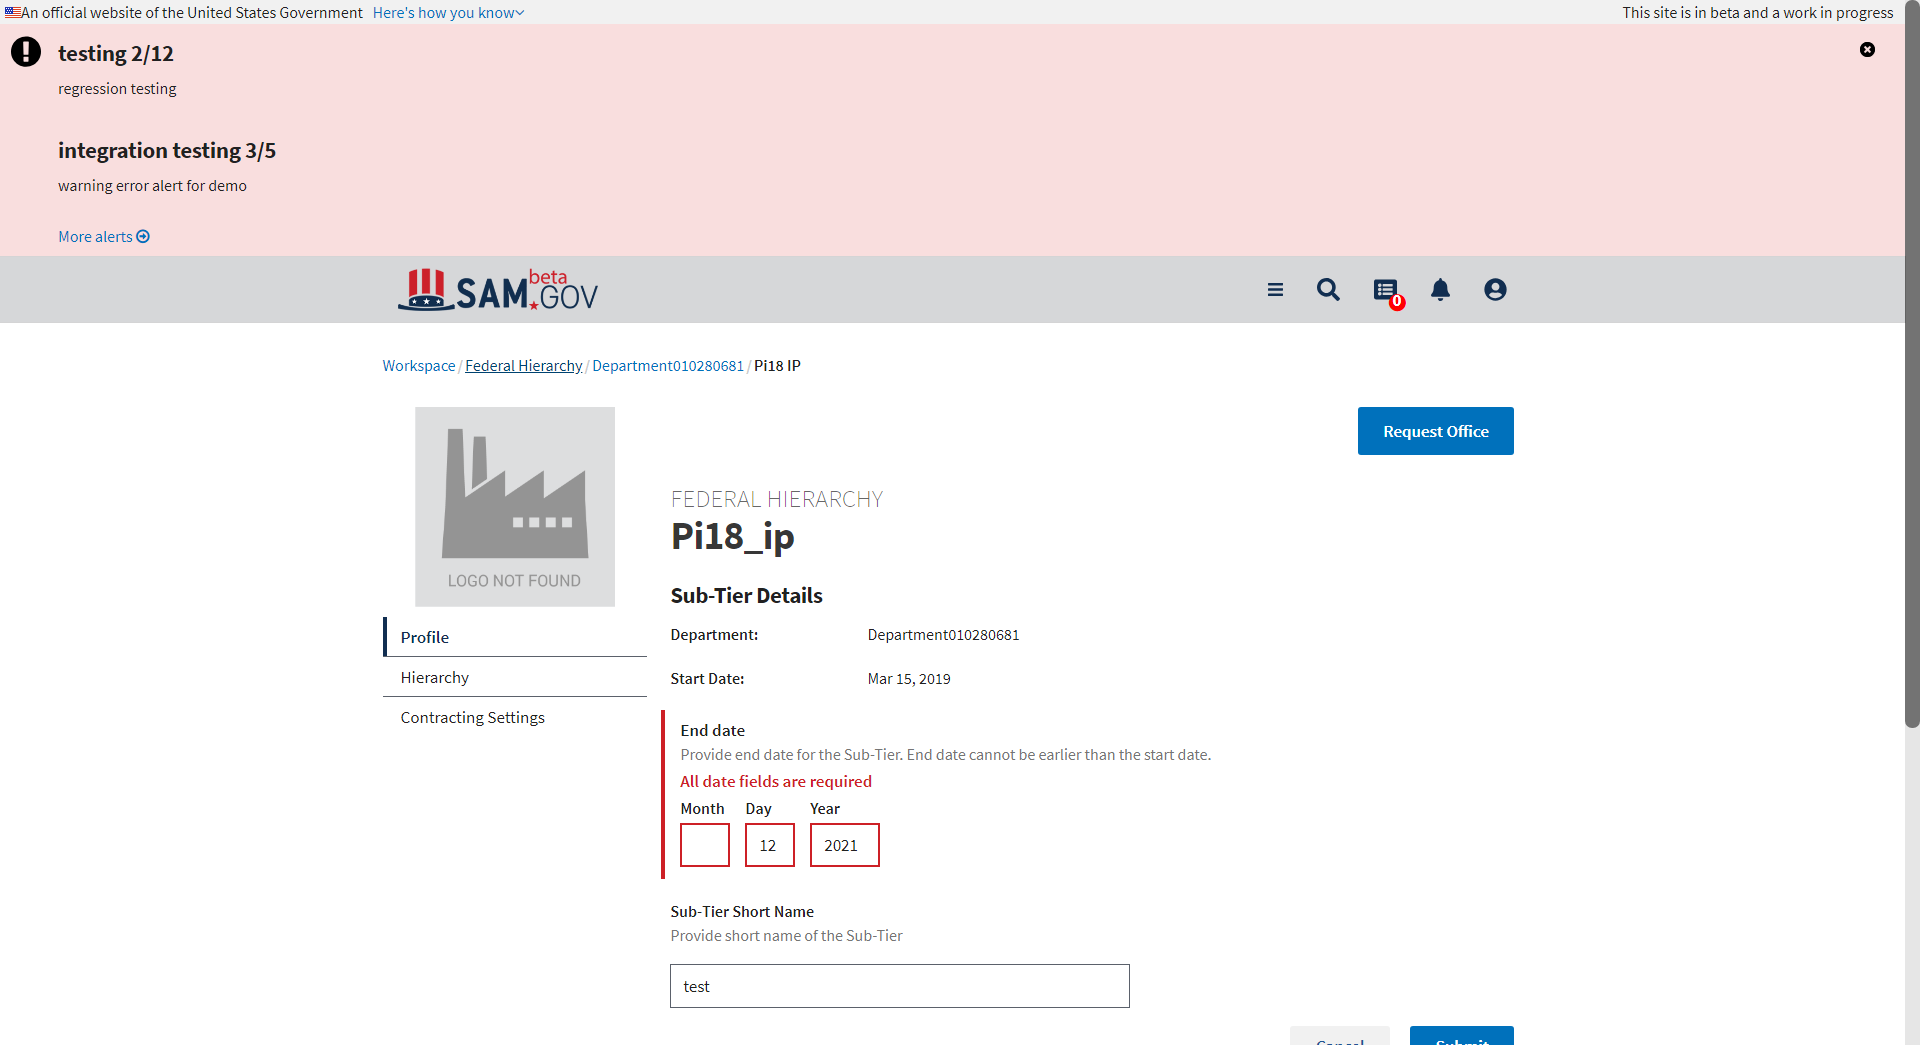 An official website of the United States Government Here's how you know
This site is in beta and a work in progress
testing 2/12
regression testing
integration testing 3/5
warning error alert for demo
More alerts
SAM.GOV beta
0
Workspace / Federal Hierarchy / Department010280681 / Pi18 IP
LOGO NOT FOUND
Request Office
Profile
Hierarchy
Contracting Settings
FEDERAL HIERARCHY
Pi18_ip
Sub-Tier Details
Department: Department010280681
Start Date: Mar 15, 2019
End date
Provide end date for the Sub-Tier. End date cannot be earlier than the start date.
All date fields are required
Month Day Year
12 2021
Sub-Tier Short Name
Provide short name of the Sub-Tier
test
Cancel Submit